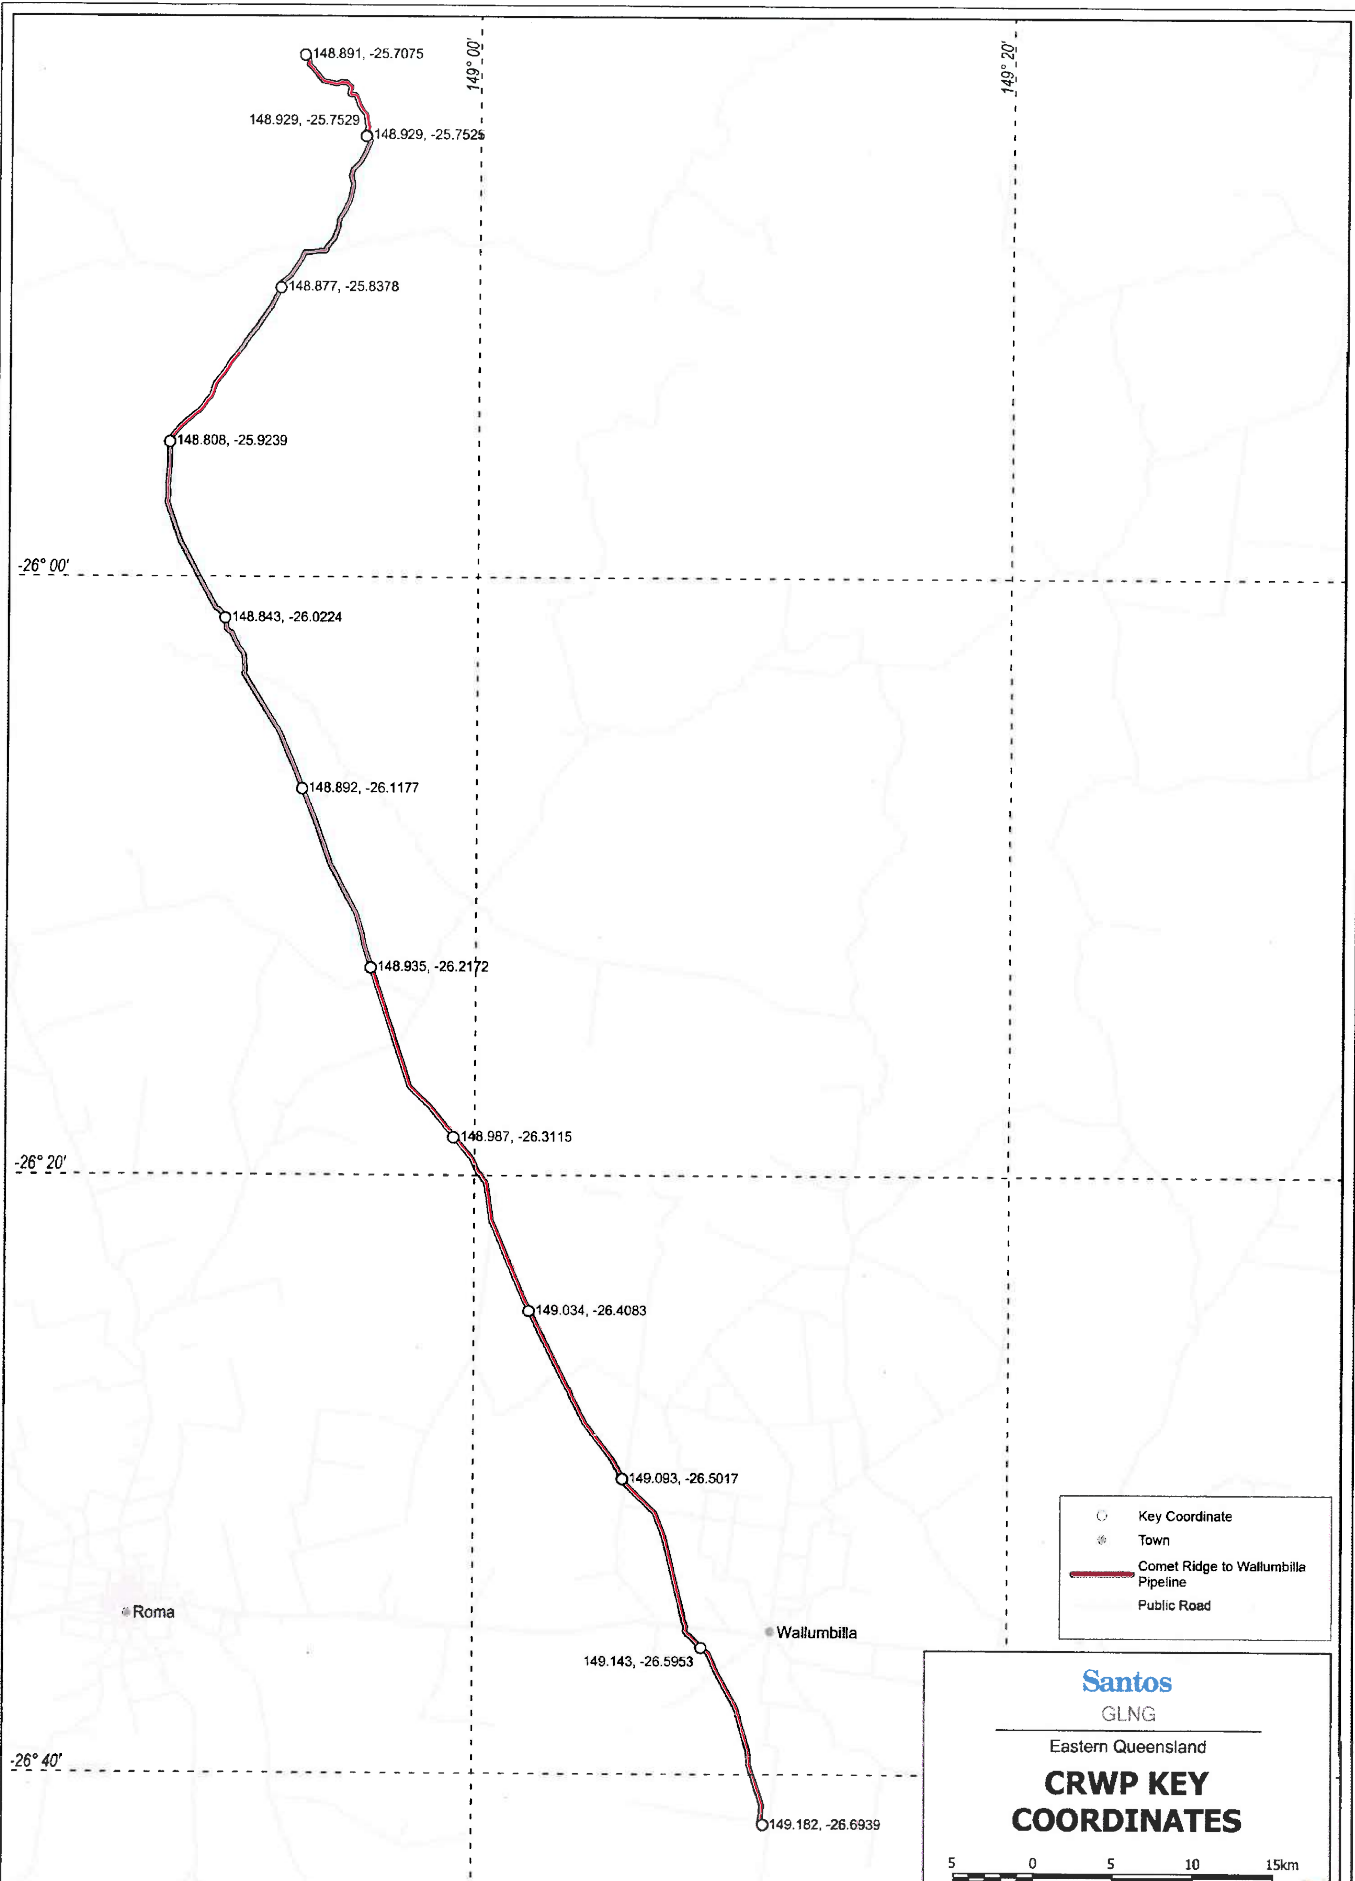 149° 00'
149° 20'
148.891, -25.7075
148.929, -25.7529
148.929, -25.7525
148.877, -25.8378
148.808, -25.9239
-26° 00'
148.843, -26.0224
148.892, -26.1177
148.935, -26.2172
148.987, -26.3115
-26° 20'
149.034, -26.4083
149.093, -26.5017
Key Coordinate
Town
Comet Ridge to Wallumbilla
Pipeline
Public Road
Roma
Wallumbilla
149.143, -26.5953
Santos
GLNG
Eastern Queensland
CRWP KEY
COORDINATES
-26° 40'
149.182, -26.6939
5 0 5 10 15km